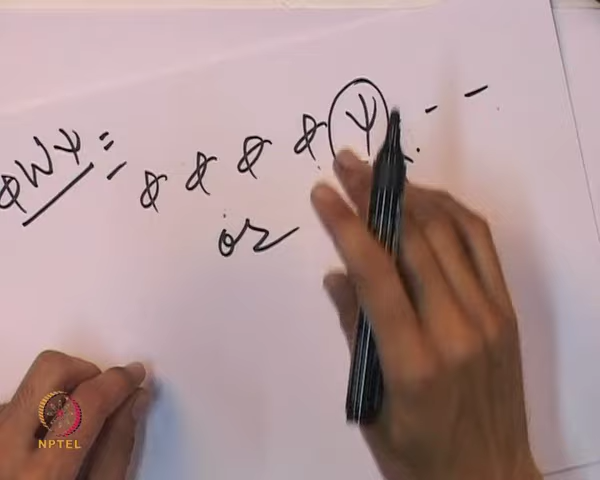 φWψ = φ φ φ φ ψ . - -
or
NPTEL